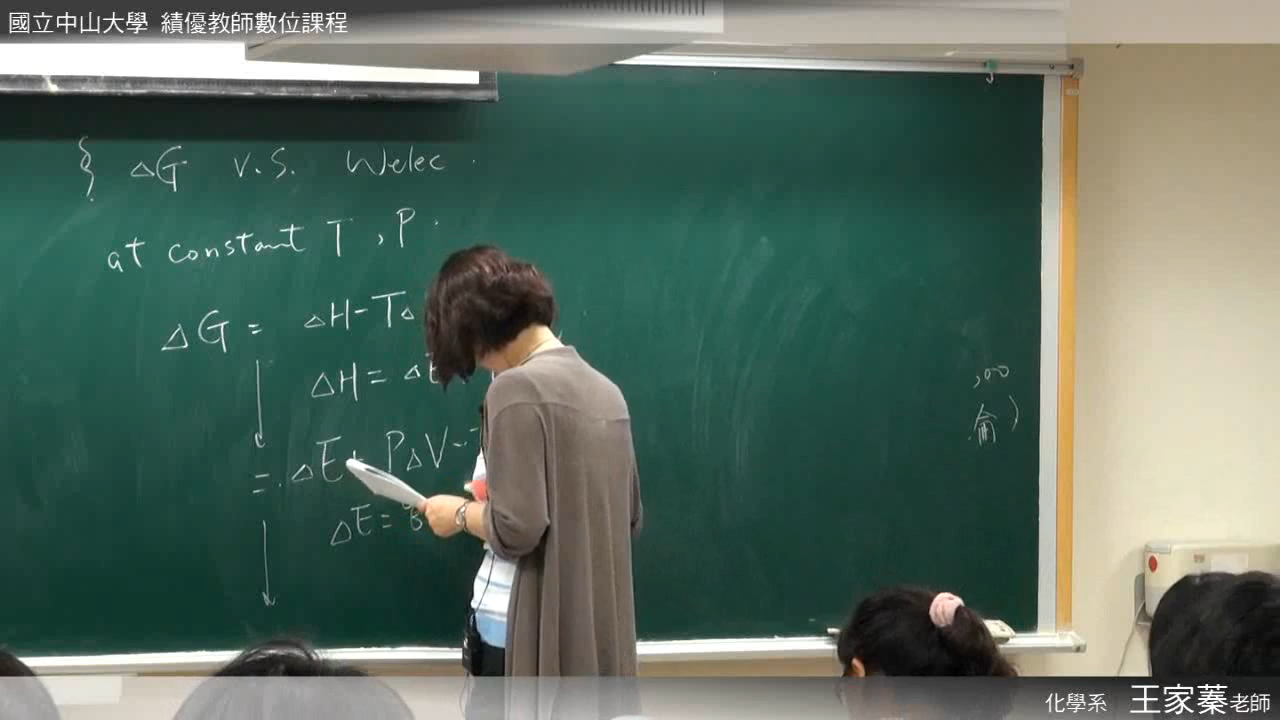 國立中山大學 績優教師數位課程
§ ΔG v.s. Welec.
at constant T, P.
ΔG = ΔH-TΔ
ΔH = ΔE
= ΔE+ PΔV-T
ΔE =
化學系 王家蓁老師